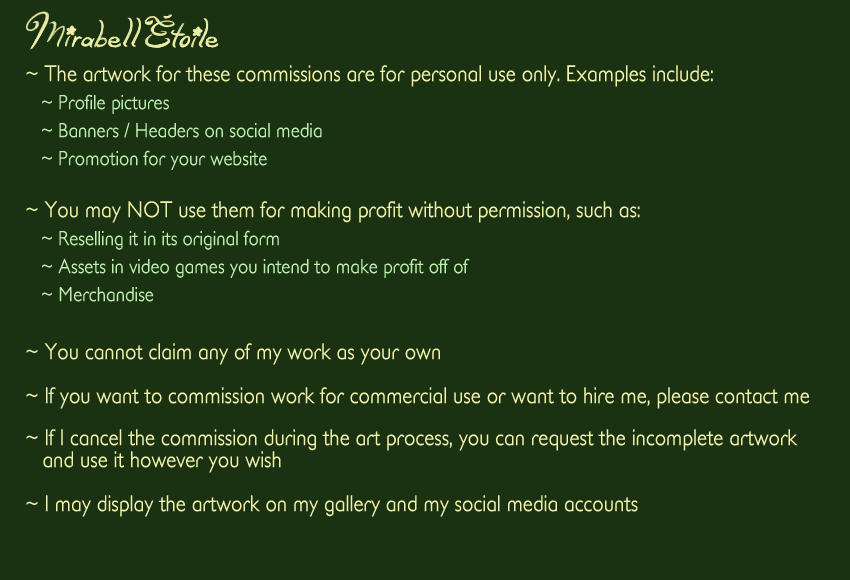 Mirabell Étoile
~ The artwork for these commissions are for personal use only. Examples include:
~ Profile pictures
~ Banners / Headers on social media
~ Promotion for your website
~ You may NOT use them for making profit without permission, such as:
~ Reselling it in its original form
~ Assets in video games you intend to make profit off of
~ Merchandise
~ You cannot claim any of my work as your own
~ If you want to commission work for commercial use or want to hire me, please contact me
~ If I cancel the commission during the art process, you can request the incomplete artwork
and use it however you wish
~ I may display the artwork on my gallery and my social media accounts